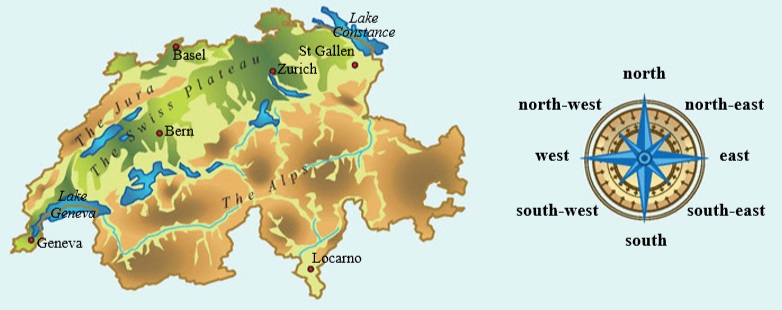 Lake
Constance
Basel
St Gallen
Zurich
The Jura
The Swiss Plateau
Bern
The Alps
Lake
Geneva
Geneva
Locarno
north
north-west
north-east
west
east
south-west
south-east
south